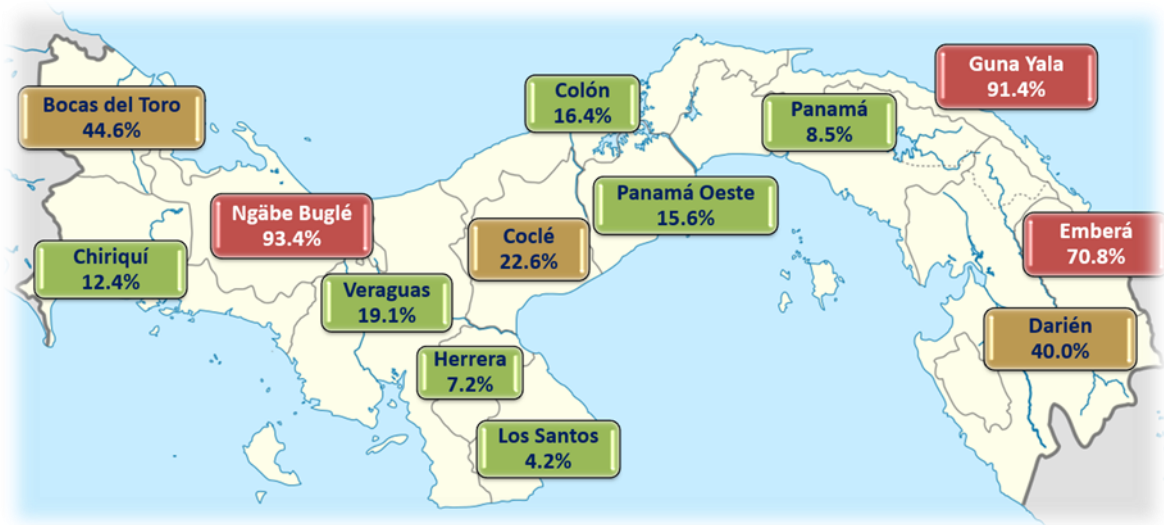 Guna Yala
91.4%
Bocas del Toro
44.6%
Colón
16.4%
Panamá
8.5%
Panamá Oeste
15.6%
Ngäbe Buglé
93.4%
Coclé
22.6%
Emberá
70.8%
Chiriquí
12.4%
Veraguas
19.1%
Darién
40.0%
Herrera
7.2%
Los Santos
4.2%